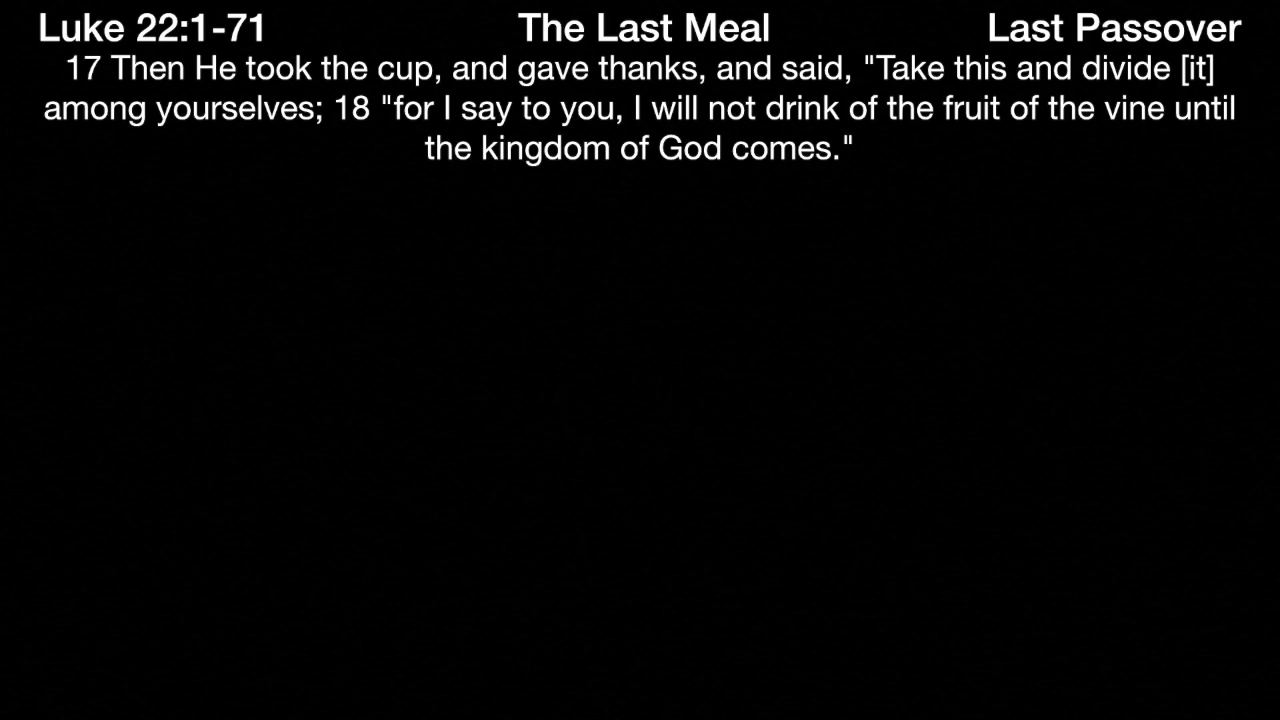 Luke 22:1-71 The Last Meal Last Passover
17 Then He took the cup, and gave thanks, and said, "Take this and divide [it]
among yourselves; 18 "for I say to you, I will not drink of the fruit of the vine until
the kingdom of God comes."